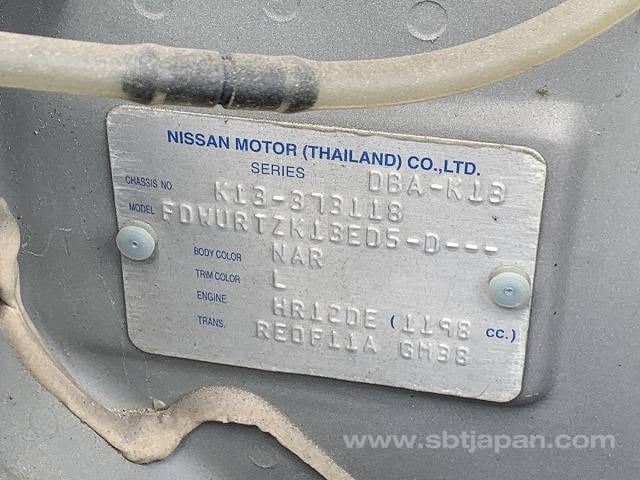 NISSAN MOTOR (THAILAND) CO.,LTD.
SERIES DBA-K13
CHASSIS NO. K13-373118
MODEL FDWURTZK13ED5-D---
BODY COLOR NAR
TRIM COLOR L
ENGINE HR12DE (1198 CC.)
TRANS. RE0F11A GM38
www.sbtjapan.com